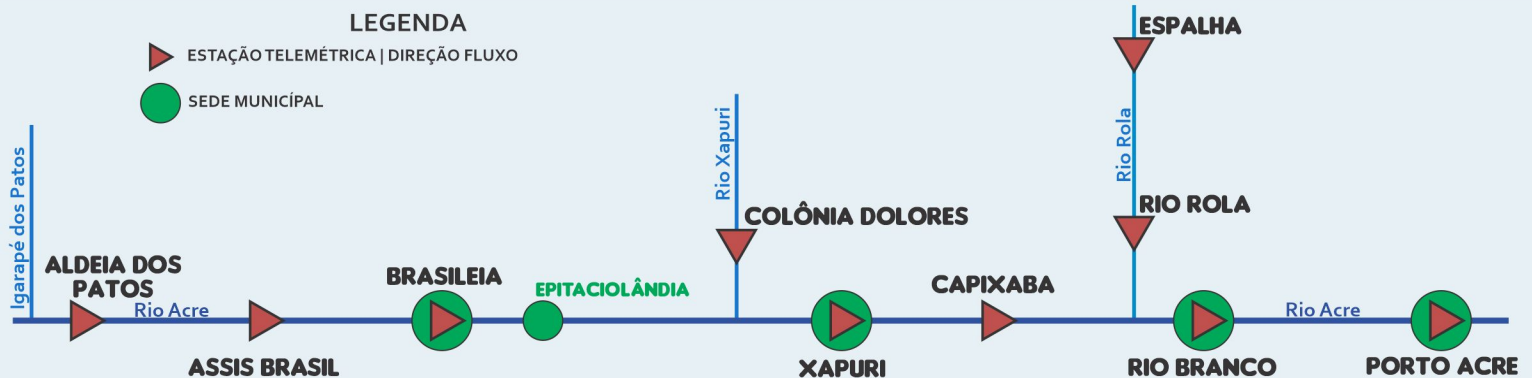 LEGENDA
ESTAÇÃO TELEMÉTRICA | DIREÇÃO FLUXO
SEDE MUNICÍPAL
ESPALHA
Igarapé dos Patos
Rio Xapuri
Rio Rola
COLÔNIA DOLORES
RIO ROLA
ALDEIA DOS
PATOS
BRASILEIA
EPITACIOLÂNDIA
CAPIXABA
Rio Acre
Rio Acre
ASSIS BRASIL
XAPURI
RIO BRANCO
PORTO ACRE